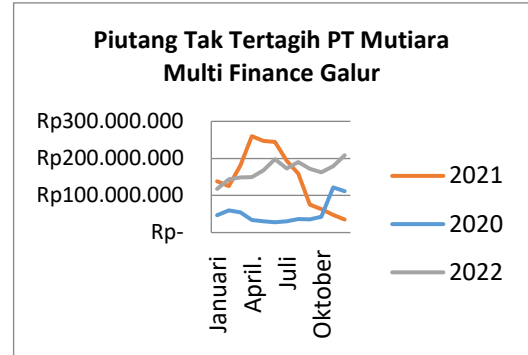 Piutang Tak Tertagih PT Mutiara
Multi Finance Galur
Rp300.000.000
Rp200.000.000
Rp100.000.000
Rp-
Januari
April.
Juli
Oktober
2021
2020
2022